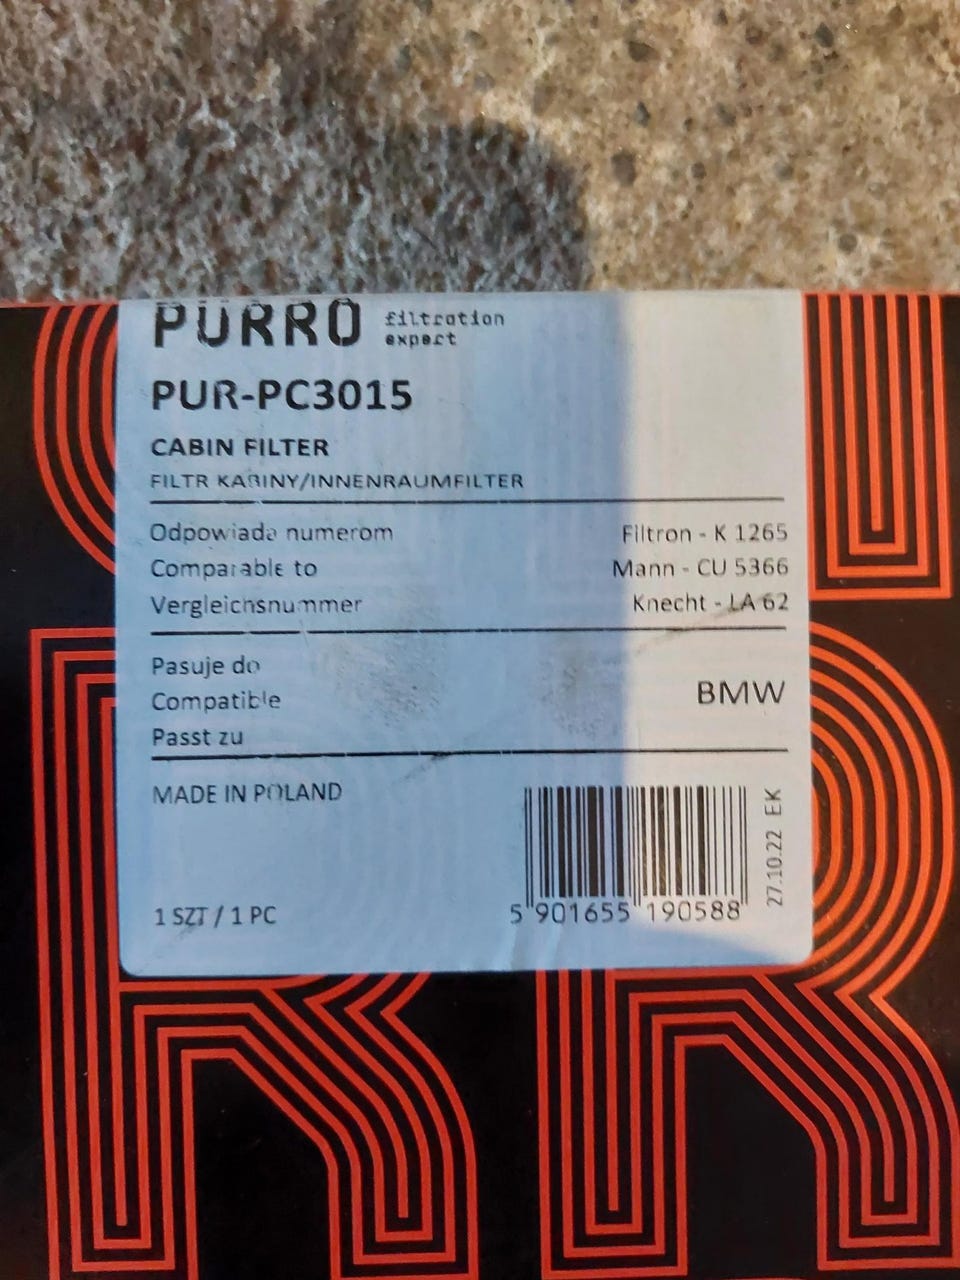 PURRO filtration
expert
PUR-PC3015
CABIN FILTER
FILTR KABINY/INNENRAUMFILTER
Odpowiada numerom Filtron - K 1265
Comparable to Mann - CU 5366
Vergleichsnummer Knecht - LA 62
Pasuje do
Compatible BMW
Passt zu
MADE IN POLAND
27.10.22 EK
1 SZT / 1 PC
5 901655 190588